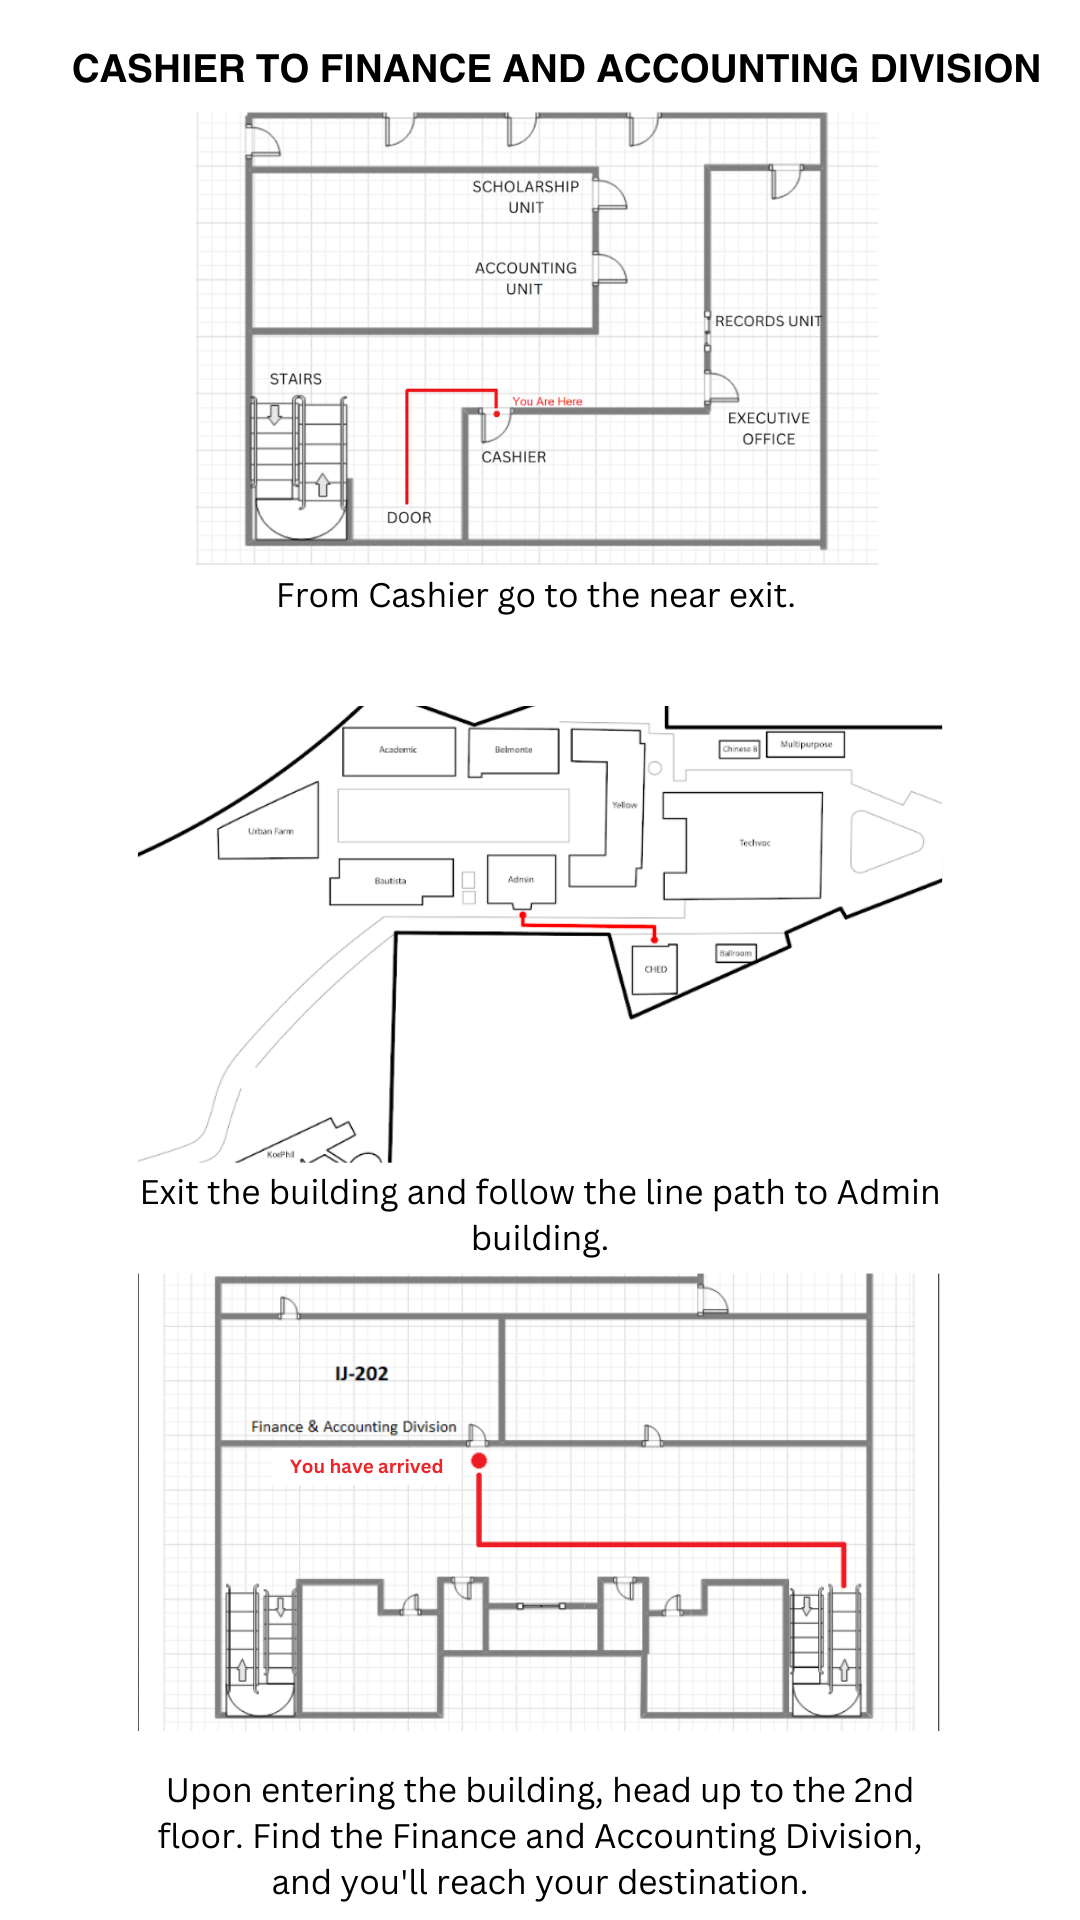 CASHIER TO FINANCE AND ACCOUNTING DIVISION
SCHOLARSHIP
UNIT
ACCOUNTING
UNIT
RECORDS UNIT
STAIRS
You Are Here
EXECUTIVE
OFFICE
CASHIER
DOOR
From Cashier go to the near exit.
Academic
Belmonte
Chinese B
Multipurpose
Yellow
Urban Farm
Techvoc
Bautista
Admin
Ballroom
CHED
KorPhil
Exit the building and follow the line path to Admin
building.
IJ-202
Finance & Accounting Division
You have arrived
Upon entering the building, head up to the 2nd
floor. Find the Finance and Accounting Division,
and you'll reach your destination.